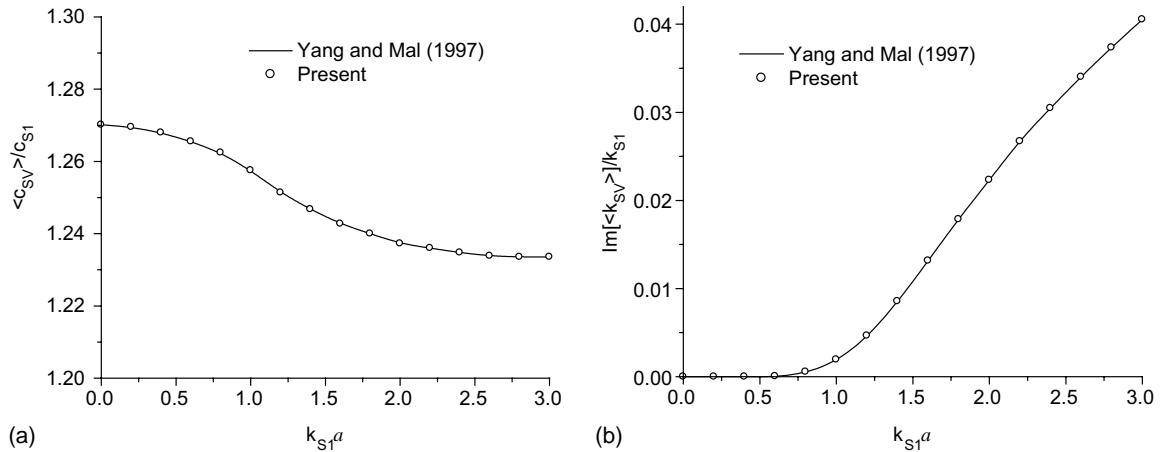 1.30
1.28
1.26
1.24
1.22
1.20
<c_SV>/c_S1
Yang and Mal (1997)
Present
0.0 0.5 1.0 1.5 2.0 2.5 3.0
k_S1a
(a)
0.04
0.03
0.02
0.01
0.00
Im[<k_SV>]/k_S1
Yang and Mal (1997)
Present
0.0 0.5 1.0 1.5 2.0 2.5 3.0
k_S1a
(b)